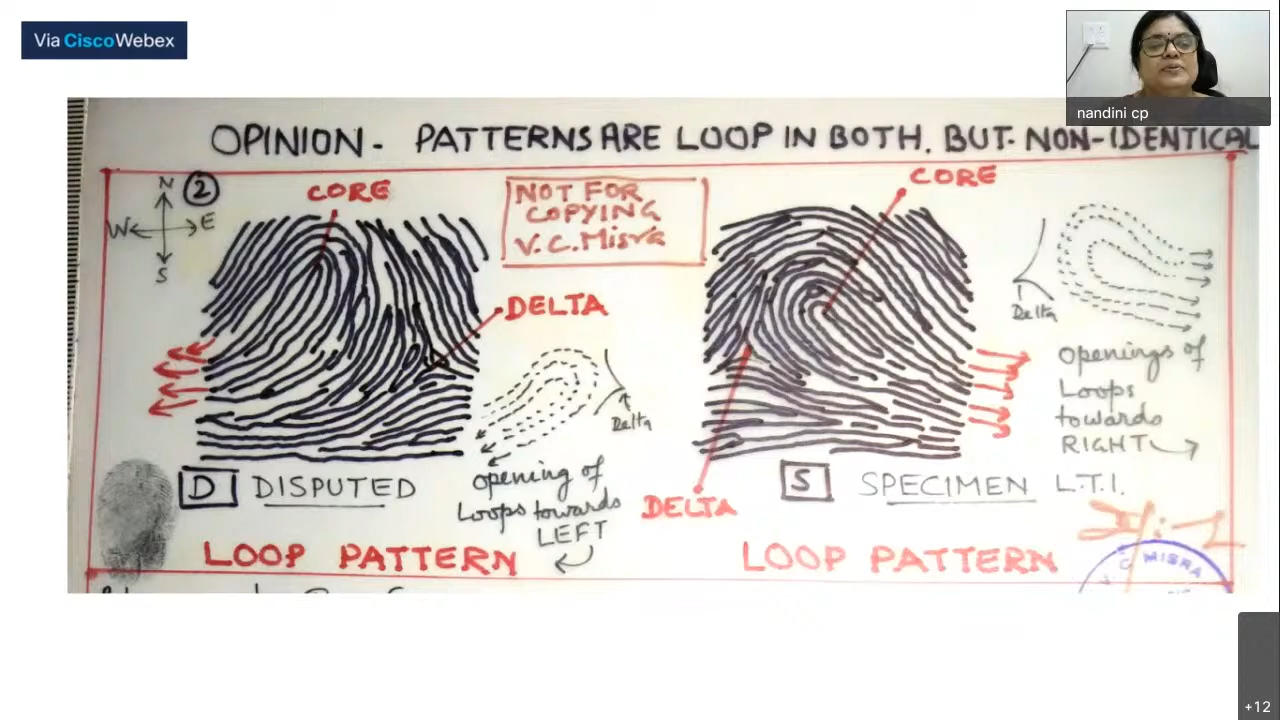 Via CiscoWebex
nandini cp
OPINION - PATTERNS ARE LOOP IN BOTH. BUT- NON-IDENTICAL
N
2
W
E
S
CORE
NOT FOR
COPYING
V.C.Misra
CORE
DELTA
Delta
Delta
Openings of
Loops
towards
RIGHT
D DISPUTED
opening of
Loops towards
LEFT
DELTA
S SPECIMEN L.T.I.
LOOP PATTERN
LOOP PATTERN
V. C. MISRA
+12